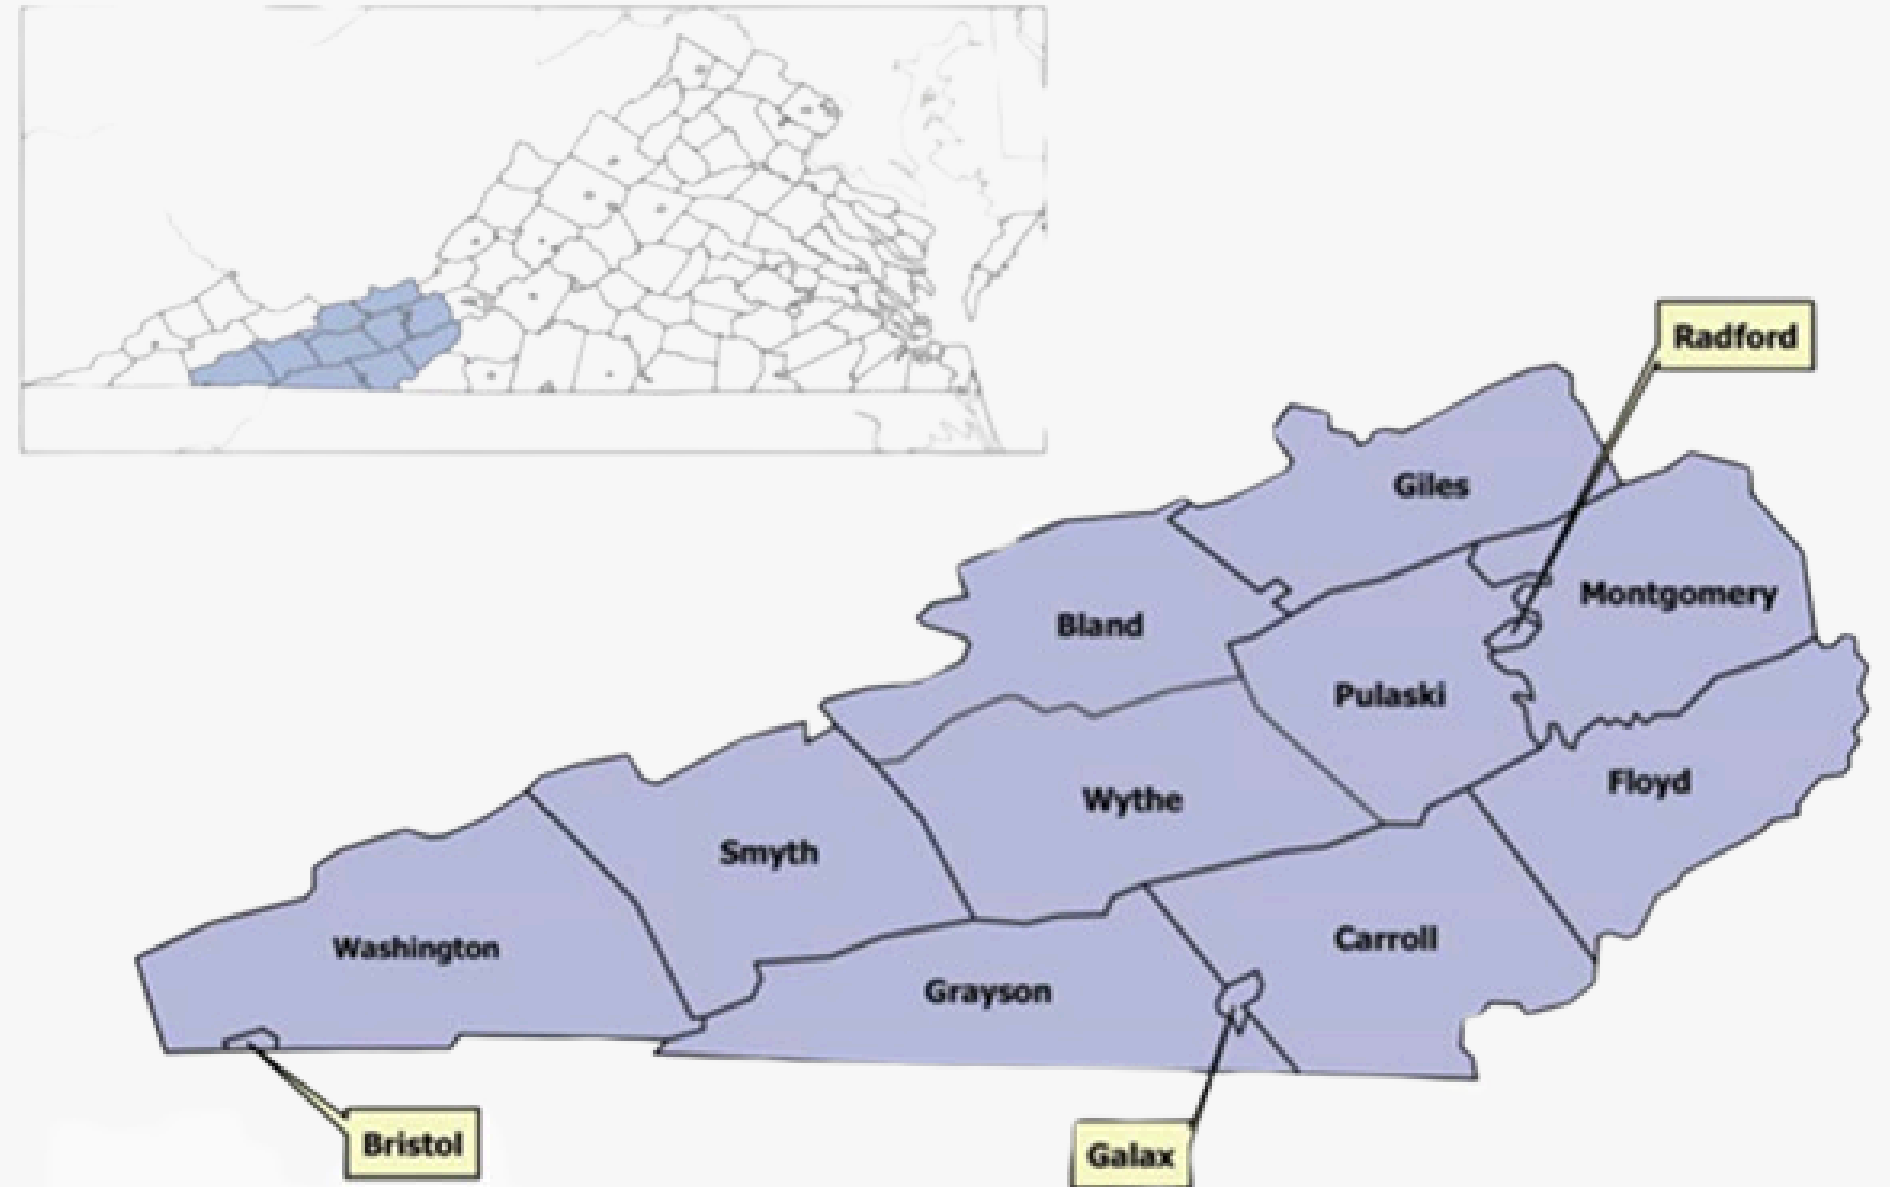 Radford
Giles
Montgomery
Bland
Pulaski
Floyd
Wythe
Smyth
Carroll
Washington
Grayson
Bristol
Galax